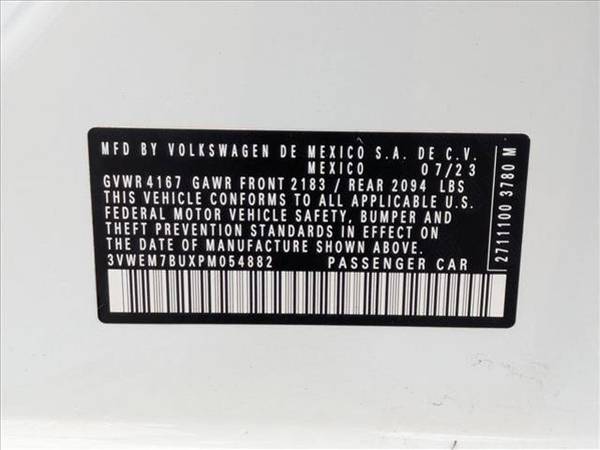 MFD BY VOLKSWAGEN DE MEXICO S.A. DE C.V.
MEXICO 07/23
GVWR 4167 GAWR FRONT 2183 / REAR 2094 LBS
THIS VEHICLE CONFORMS TO ALL APPLICABLE U.S.
FEDERAL MOTOR VEHICLE SAFETY, BUMPER AND
THEFT PREVENTION STANDARDS IN EFFECT ON THE
DATE OF MANUFACTURE SHOWN ABOVE.
3VWEM7BUXPM054882 PASSENGER CAR
2711100 3780 M